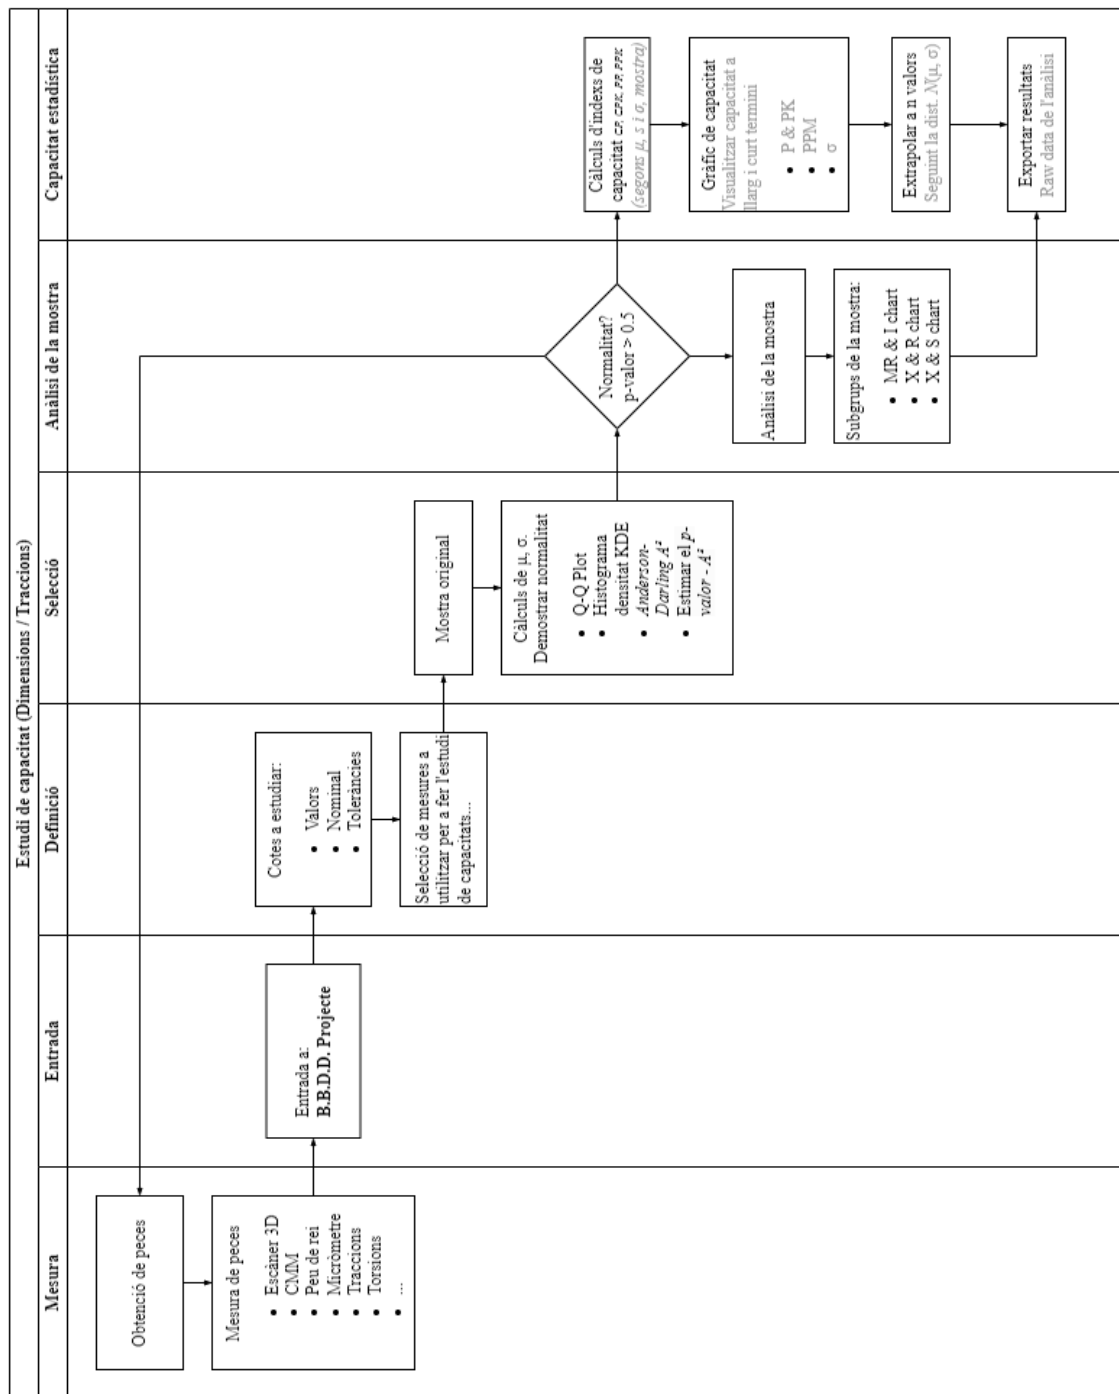 Estudi de capacitat (Dimensions / Traccions)
Mesura
Entrada
Definició
Selecció
Anàlisi de la mostra
Capacitat estadística
Obtenció de peces
Mesura de peces
• Escàner 3D
• CMM
• Peu de rei
• Micròmetre
• Traccions
• Torsions
• ...
Entrada a:
B.B.D.D. Projecte
Cotes a estudiar:
• Valors
• Nominal
• Toleràncies
Selecció de mesures a
utilitzar per a fer l'estudi
de capacitats...
Mostra original
Càlculs de μ, σ.
Demostrar normalitat
• Q-Q Plot
• Histograma
densitat KDE
• Anderson-
Darling A²
• Estimar el p-
valor - A²
Normalitat?
p-valor > 0.5
Anàlisi de la mostra
Subgrups de la mostra:
• MR & I chart
• X & R chart
• X & S chart
Càlculs d'indexs de
capacitat CP, CPK, PP, PPK
(segons μ, s i σ, mostra)
Gràfic de capacitat
Visualitzar capacitat a
llarg i curt termini
• P & PK
• PPM
• σ
Extrapolar a n valors
Seguint la dist. N(μ, σ)
Exportar resultats
Raw data de l'anàlisi